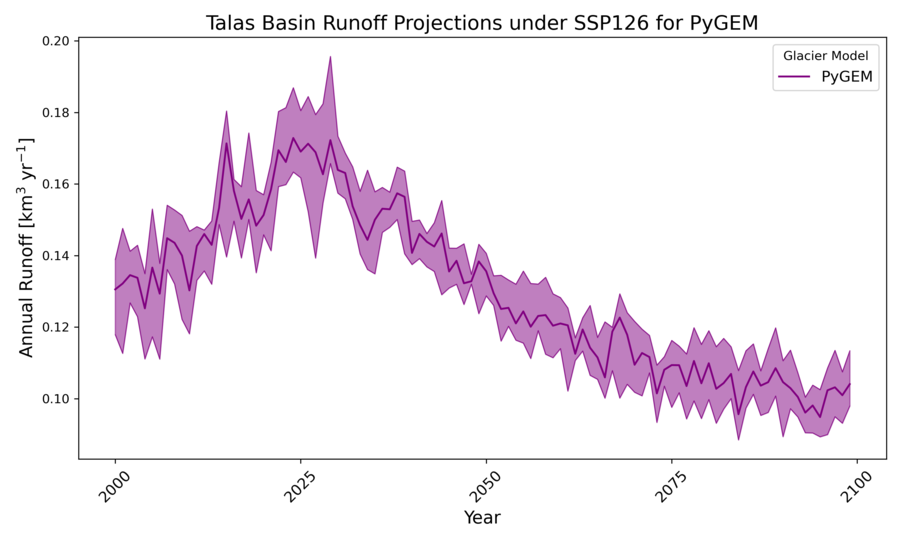 Talas Basin Runoff Projections under SSP126 for PyGEM
Annual Runoff [km³ yr⁻¹]
0.20
0.18
0.16
0.14
0.12
0.10
Glacier Model
PyGEM
2000
2025
2050
2075
2100
Year